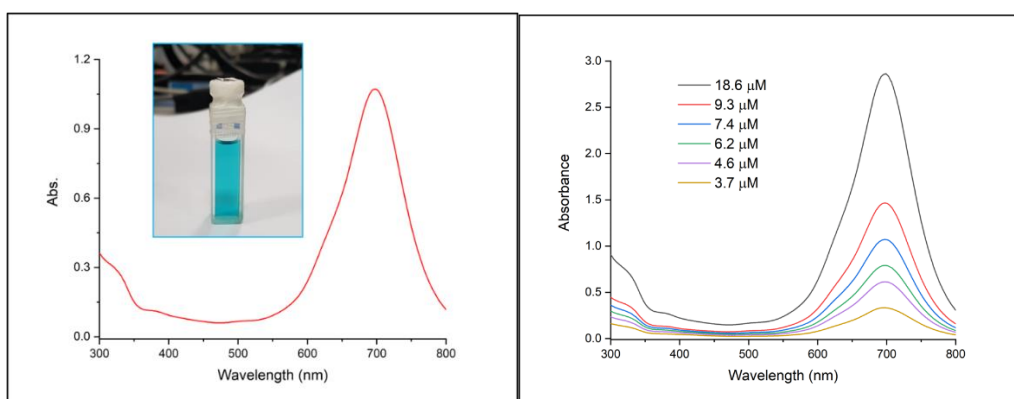 1.2
0.9
0.6
0.3
0.0
Abs.
300 400 500 600 700 800
Wavelength (nm)
3.0
2.5
2.0
1.5
1.0
0.5
0.0
Absorbance
18.6 μM
9.3 μM
7.4 μM
6.2 μM
4.6 μM
3.7 μM
300 400 500 600 700 800
Wavelength (nm)